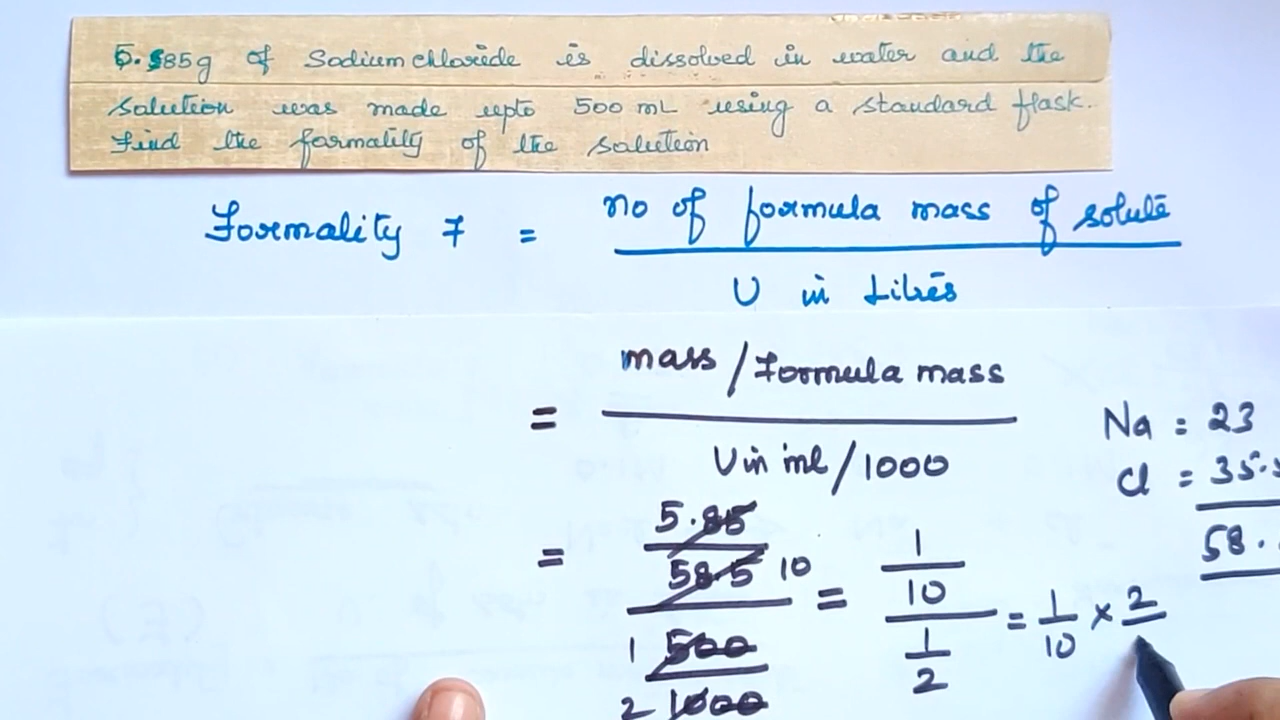 5.85g of Sodium chloride is dissolved in water and the
solution was made upto 500 mL using a standard flask.
Find the formality of the solution
Formality F = no of formula mass of solute
V in Litres
= mass / Formula mass
V in ml / 1000
Na = 23
Cl = 35.5
58.
= 5.85
58.5 10
1 500
2 1000
= 1
10
1
2
= 1 × 2
10